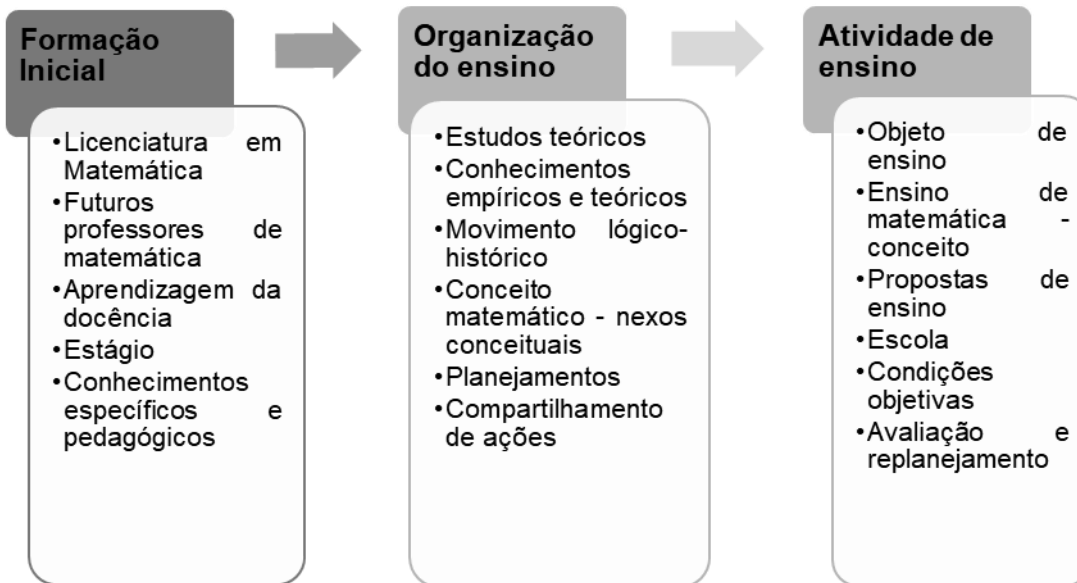 Formação
Inicial
•Licenciatura em
Matemática
•Futuros
professores de
matemática
•Aprendizagem da
docência
•Estágio
•Conhecimentos
específicos e
pedagógicos
Organização
do ensino
•Estudos teóricos
•Conhecimentos
empíricos e teóricos
•Movimento lógico-
histórico
•Conceito
matemático - nexos
conceituais
•Planejamentos
•Compartilhamento
de ações
Atividade de
ensino
•Objeto de
ensino
•Ensino de
matemática -
conceito
•Propostas de
ensino
•Escola
•Condições
objetivas
•Avaliação e
replanejamento